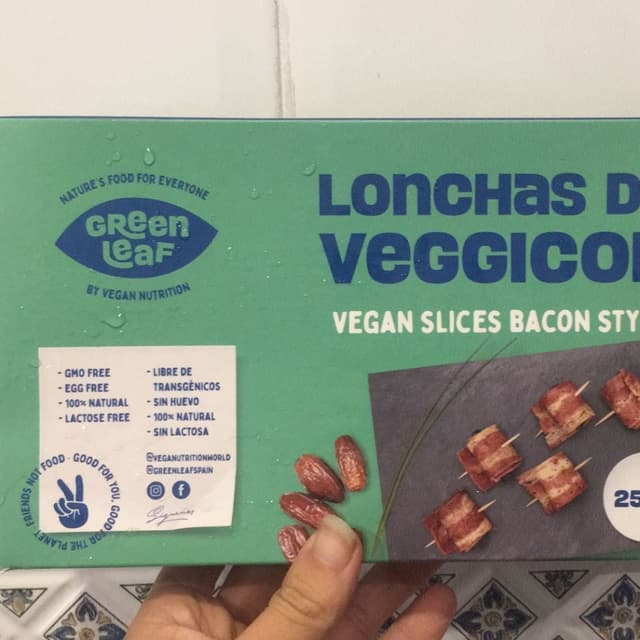 NATURE'S FOOD FOR EVERYONE
GReen
LeaF
BY VEGAN NUTRITION
LONCHAS D
VEGGICO
VEGAN SLICES BACON STY
- GMO FREE
- EGG FREE
- 100% NATURAL
- LACTOSE FREE
- LIBRE DE
TRANSGÉNICOS
- SIN HUEVO
- 100% NATURAL
- SIN LACTOSA
@VEGANUTRITIONWORLD
@GREENLEAFSPAIN
Síguenos
FRIENDS NOT FOOD · GOOD FOR YOU, GOOD FOR THE PLANET
25